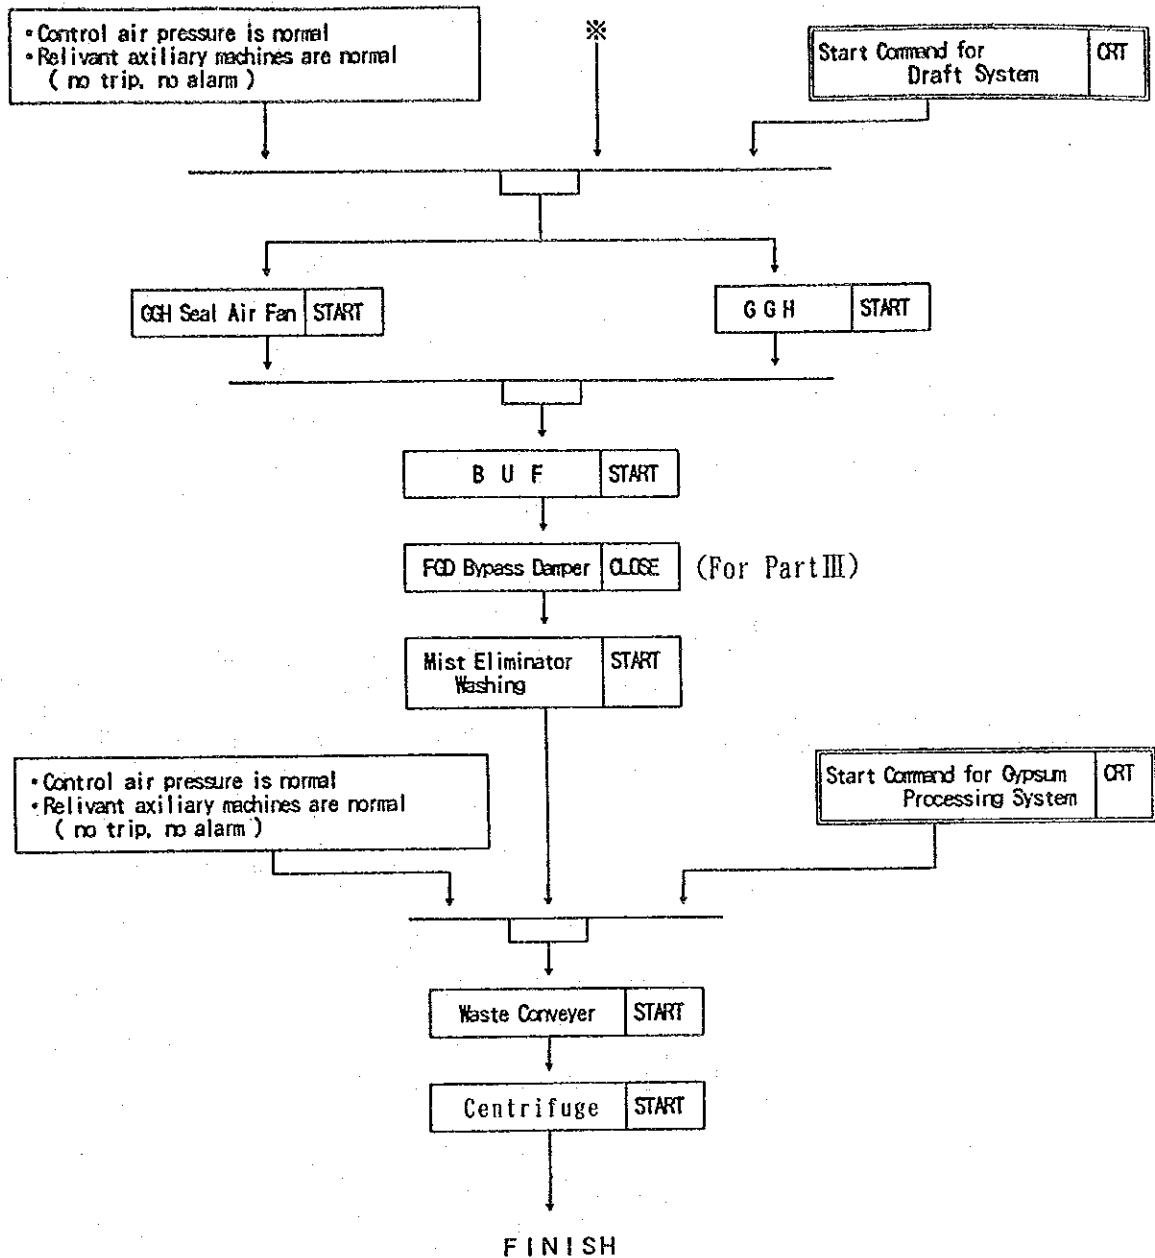 ・Control air pressure is normal
・Relivant axiliary machines are normal
( no trip, no alarm )
※
Start Command for
Draft System
CRT
GGH Seal Air Fan
START
G G H
START
B U F
START
FGD Bypass Damper
CLOSE
(For PartⅢ)
Mist Eliminator
Washing
START
・Control air pressure is normal
・Relivant axiliary machines are normal
( no trip, no alarm )
Start Command for Gypsum
Processing System
CRT
Waste Conveyer
START
Centrifuge
START
FINISH